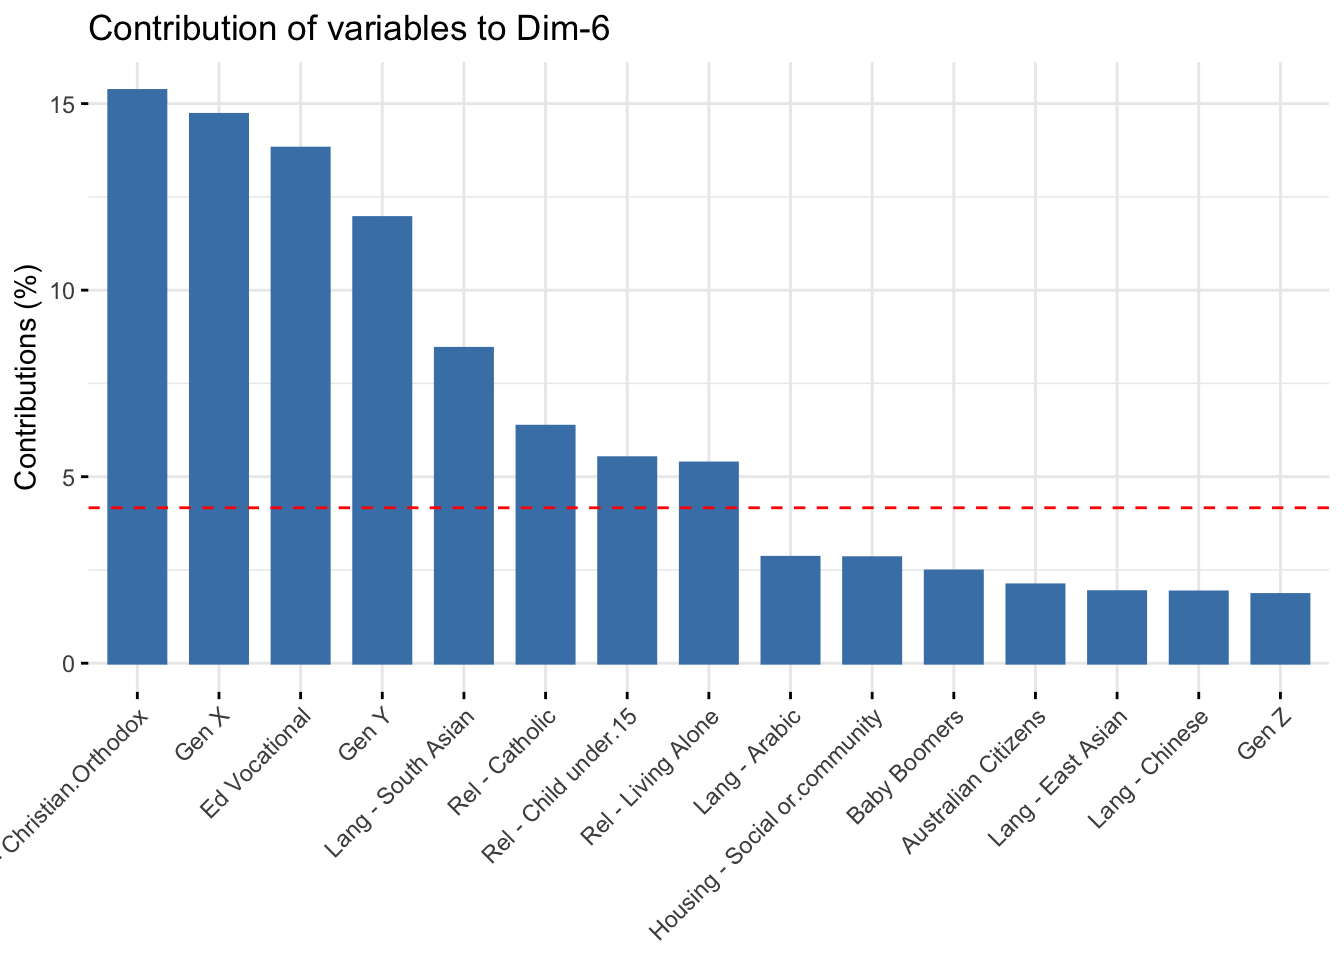 Contribution of variables to Dim-6
Contributions (%)
15
10
5
0
Christian.Orthodox
Gen X
Ed Vocational
Gen Y
Lang - South Asian
Rel - Catholic
Rel - Child under.15
Rel - Living Alone
Lang - Arabic
Housing - Social or.community
Baby Boomers
Australian Citizens
Lang - East Asian
Lang - Chinese
Gen Z